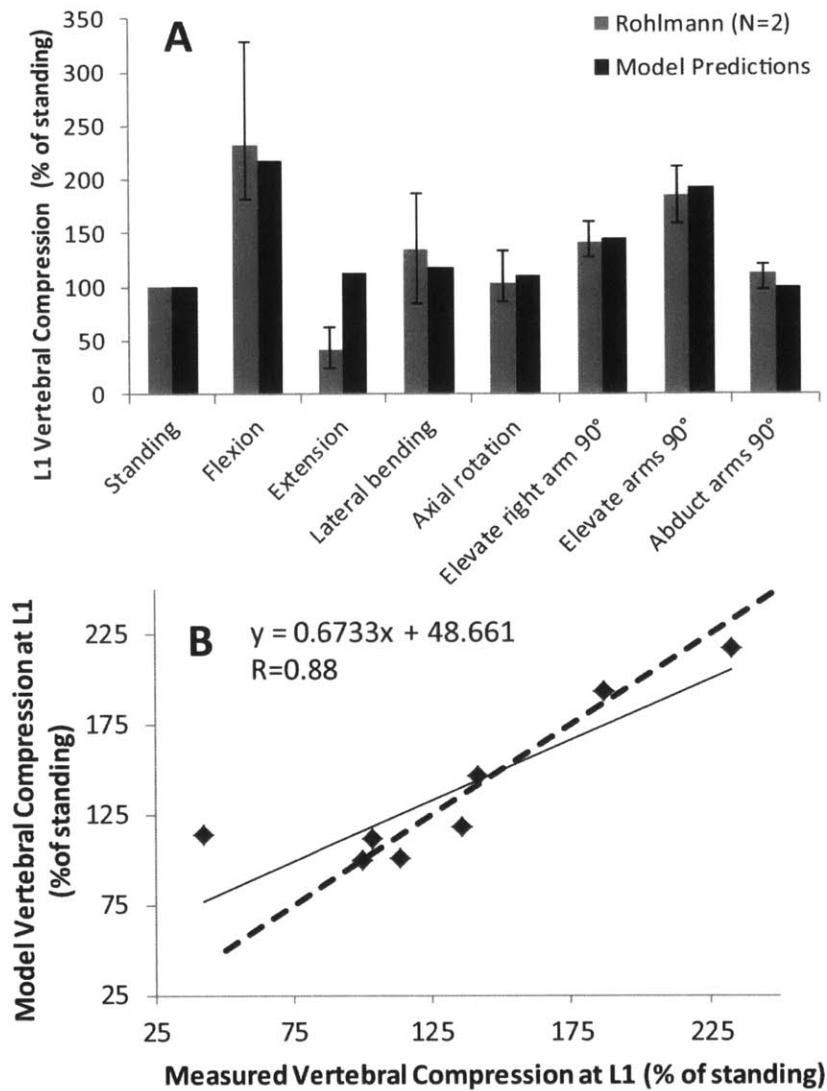 A
Rohlmann (N=2)
Model Predictions
L1 Vertebral Compression (% of standing)
350
300
250
200
150
100
50
0
Standing
Flexion
Extension
Lateral bending
Axial rotation
Elevate right arm 90°
Elevate arms 90°
Abduct arms 90°
B
y = 0.6733x + 48.661
R=0.88
Model Vertebral Compression at L1
(%of standing)
225
175
125
75
25
25
75
125
175
225
Measured Vertebral Compression at L1 (% of standing)